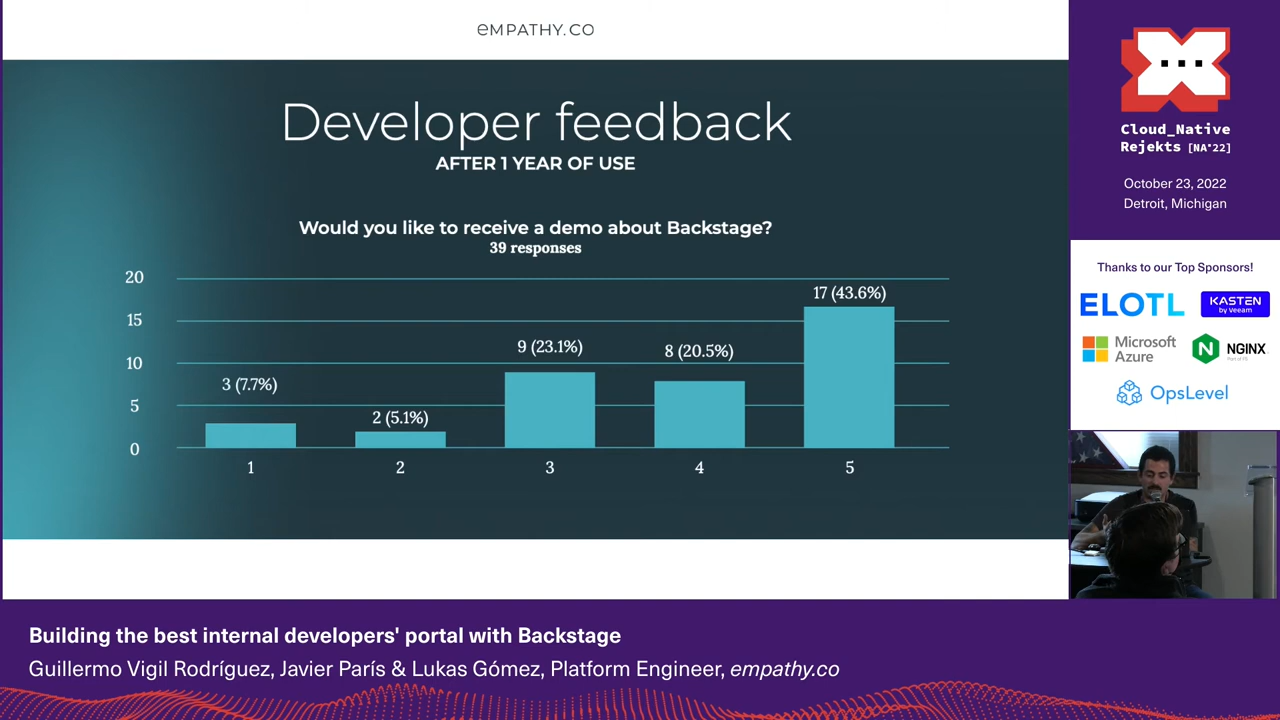 eMPATHY.CO
Developer feedback
AFTER 1 YEAR OF USE
Would you like to receive a demo about Backstage?
39 responses
20
15
10
5
0
3 (7.7%)
2 (5.1%)
9 (23.1%)
8 (20.5%)
17 (43.6%)
1
2
3
4
5
Cloud_Native
Rejekts [NA'22]
October 23, 2022
Detroit, Michigan
Thanks to our Top Sponsors!
ELOTL
KASTEN
by Veeam
Microsoft
Azure
N
NGINX
Part of F5
OpsLevel
Building the best internal developers' portal with Backstage
Guillermo Vigil Rodríguez, Javier París & Lukas Gómez, Platform Engineer, empathy.co